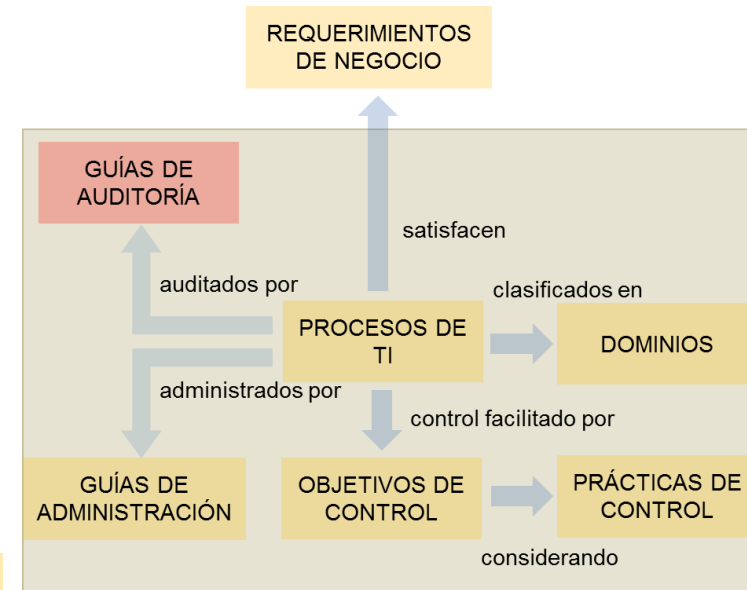 REQUERIMIENTOS
DE NEGOCIO
GUÍAS DE
AUDITORÍA
satisfacen
auditados por
clasificados en
PROCESOS DE
TI
DOMINIOS
administrados por
control facilitado por
GUÍAS DE
ADMINISTRACIÓN
OBJETIVOS DE
CONTROL
PRÁCTICAS DE
CONTROL
considerando